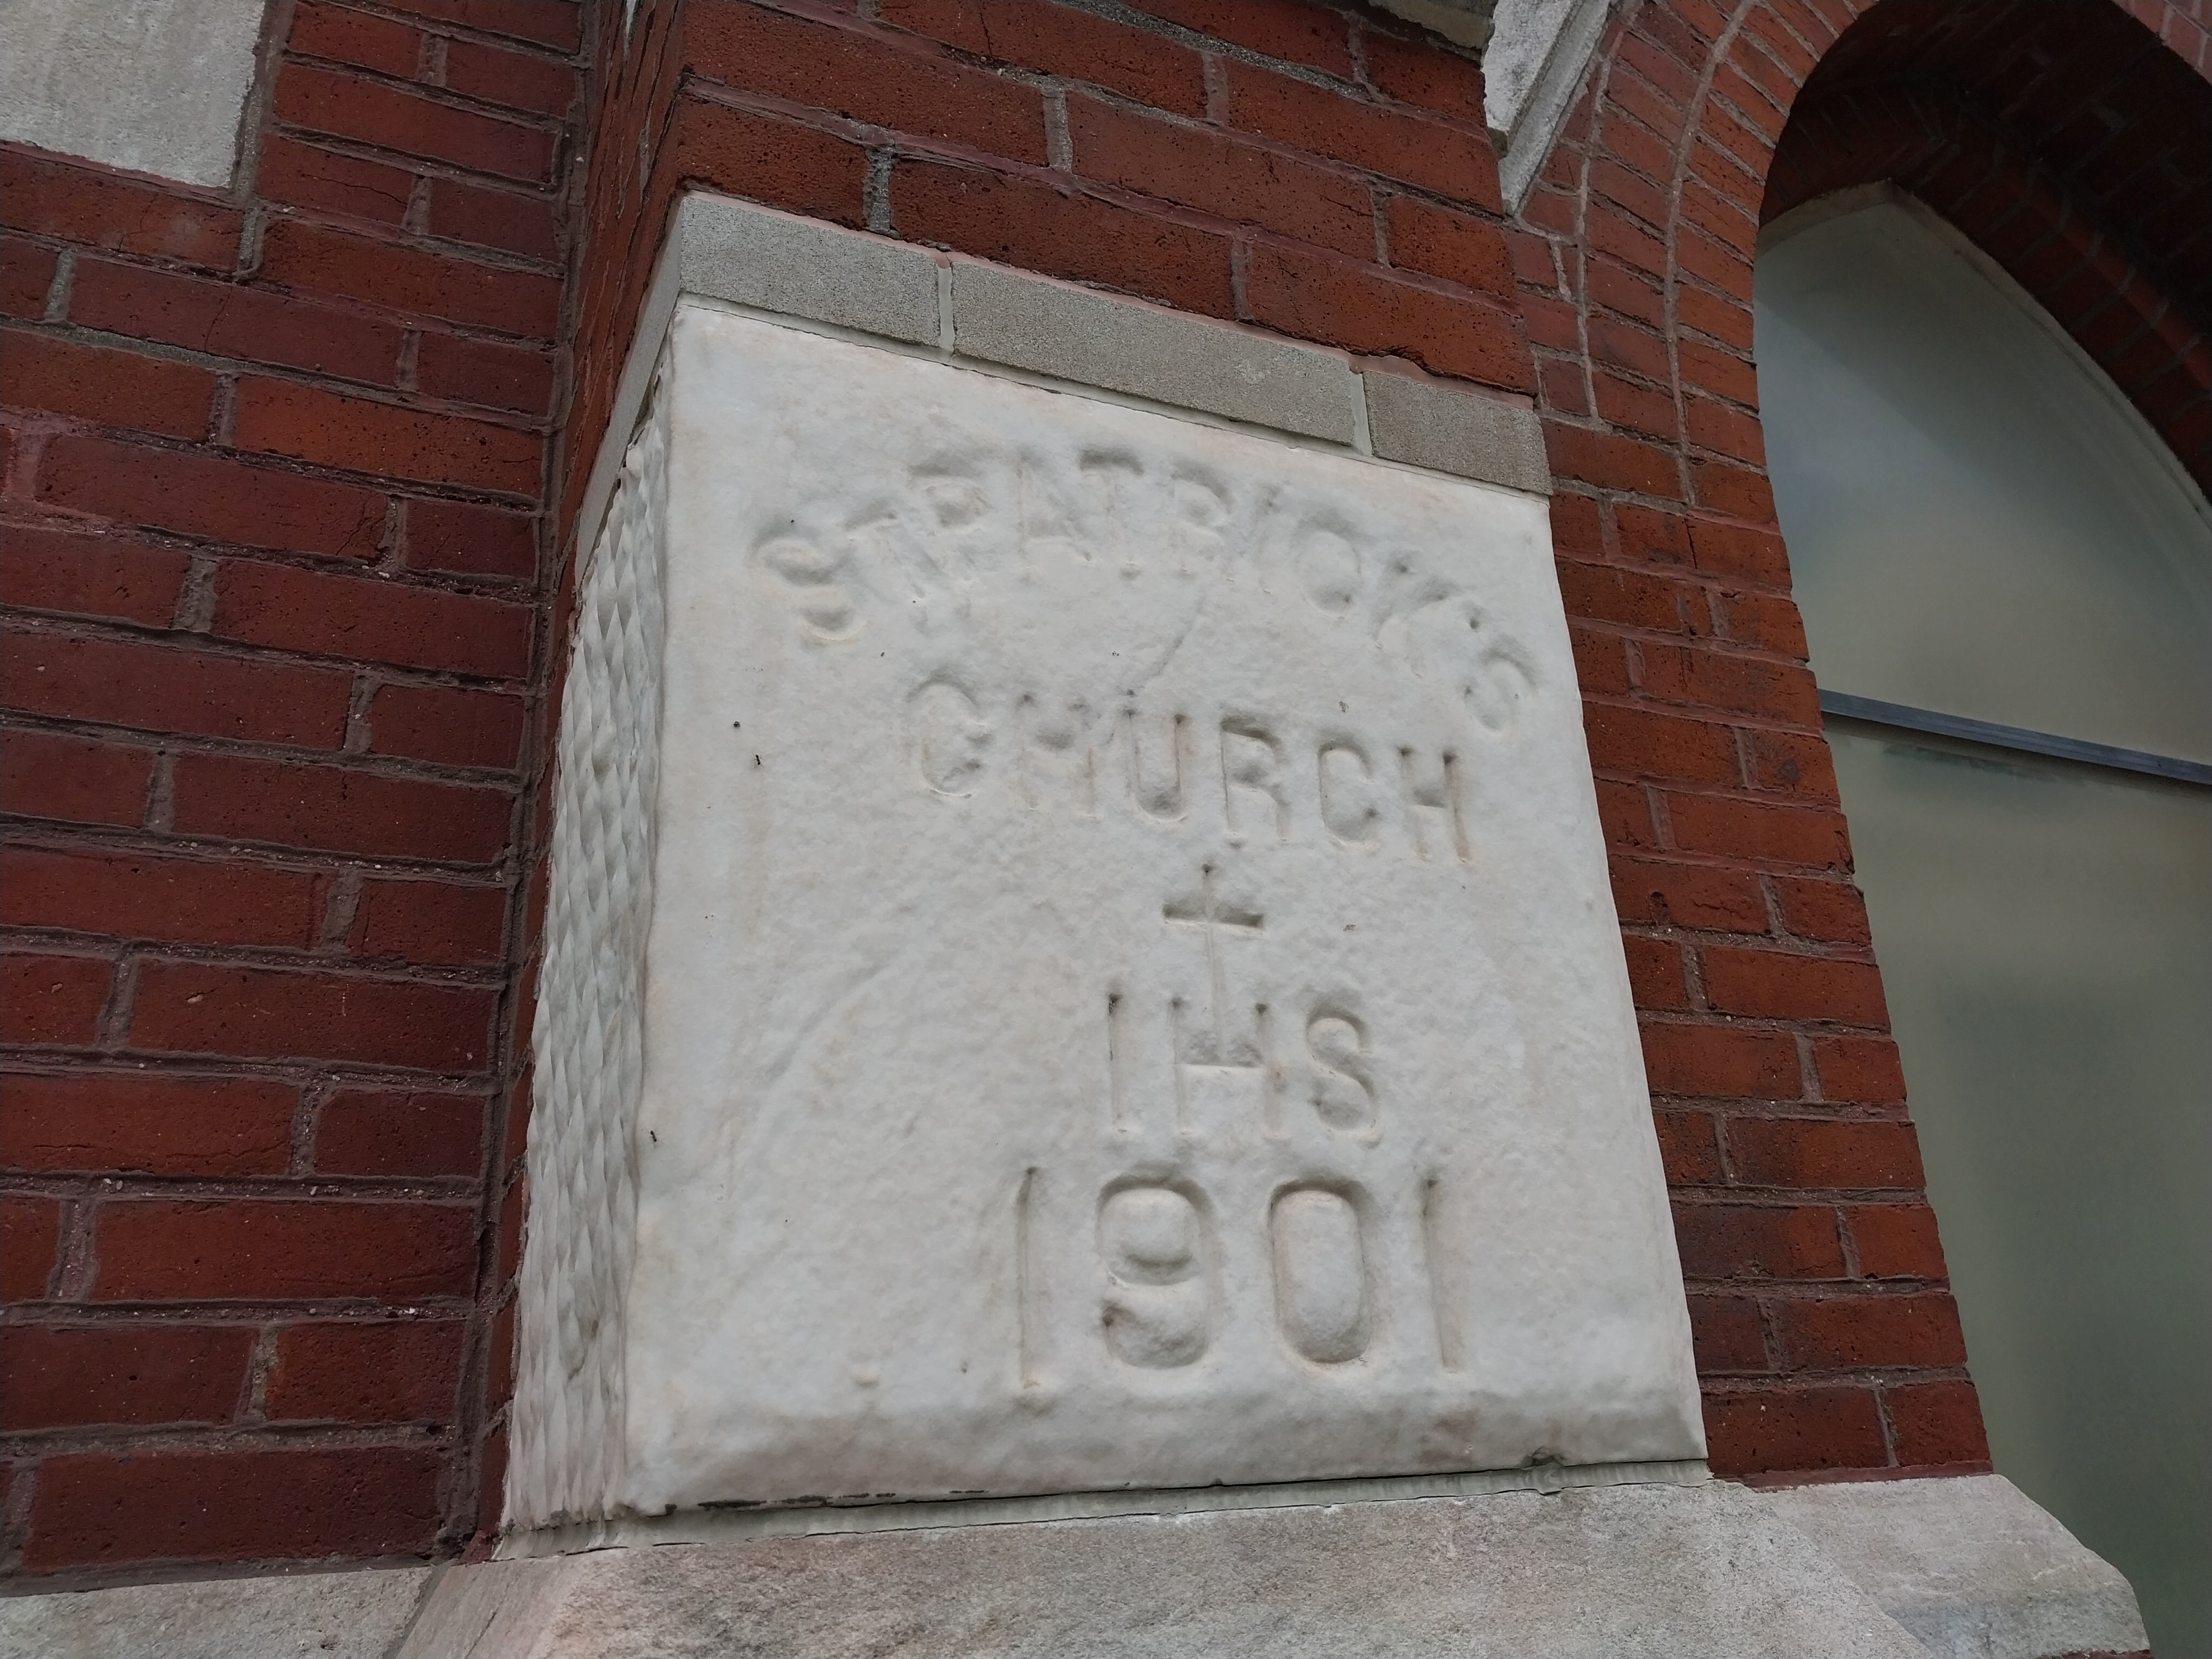 ST PATRICK'S
CHURCH
IHS
1901